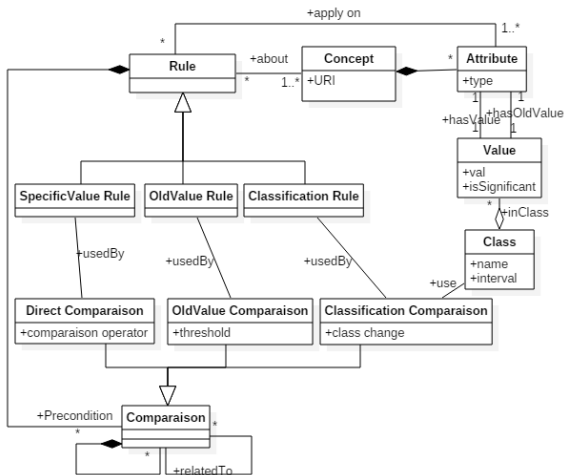 +apply on
*
1..*
Rule
+about
*
1..*
Concept
+URI
*
Attribute
+type
1
1
+hasValue
+hasOldValue
1
1
Value
+val
+isSignificant
*
+inClass
Class
+name
+interval
SpecificValue Rule
OldValue Rule
Classification Rule
+usedBy
+usedBy
+usedBy
+use
Direct Comparaison
+comparaison operator
OldValue Comparaison
+threshold
Classification Comparaison
+class change
+Precondition
*
Comparaison
*
*
+relatedTo